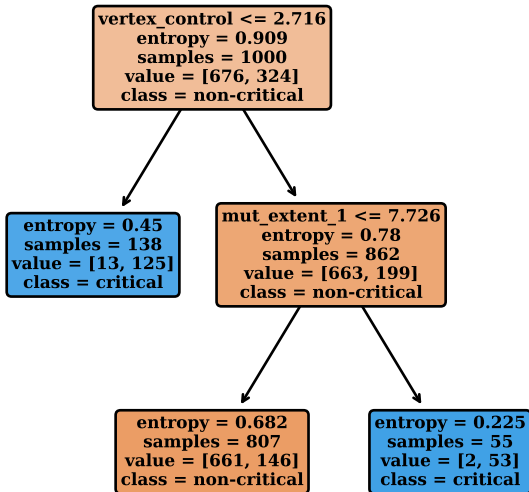 vertex_control <= 2.716
entropy = 0.909
samples = 1000
value = [676, 324]
class = non-critical
entropy = 0.45
samples = 138
value = [13, 125]
class = critical
mut_extent_1 <= 7.726
entropy = 0.78
samples = 862
value = [663, 199]
class = non-critical
entropy = 0.682
samples = 807
value = [661, 146]
class = non-critical
entropy = 0.225
samples = 55
value = [2, 53]
class = critical